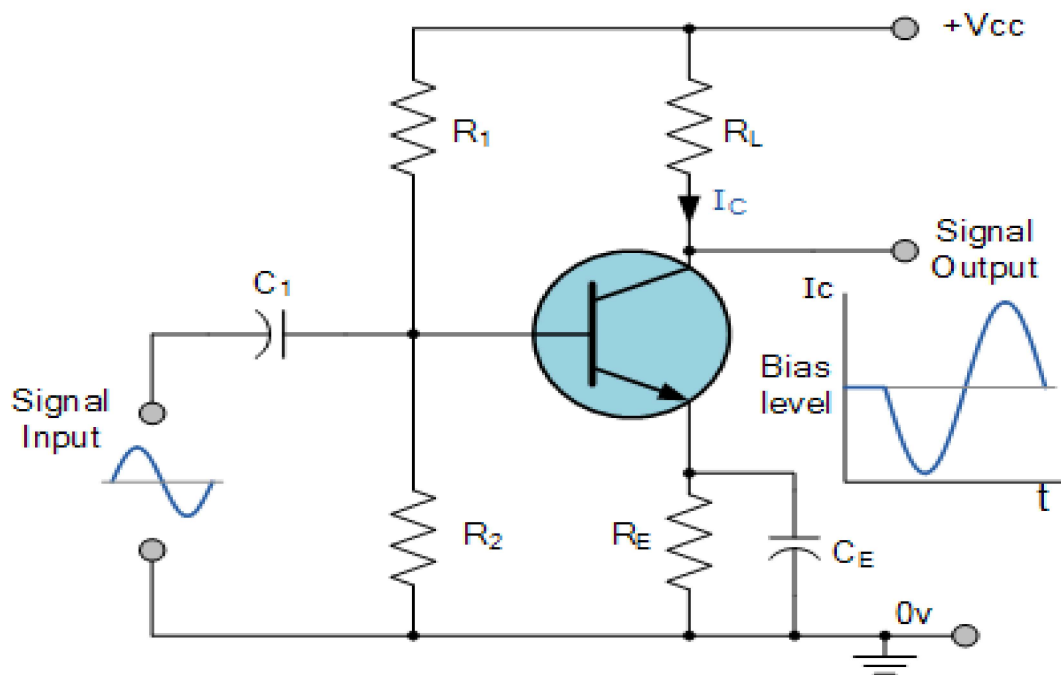 +Vcc
R1
RL
IC
Signal
Output
C1
Ic
Bias
level
Signal
Input
t
R2
RE
CE
0v